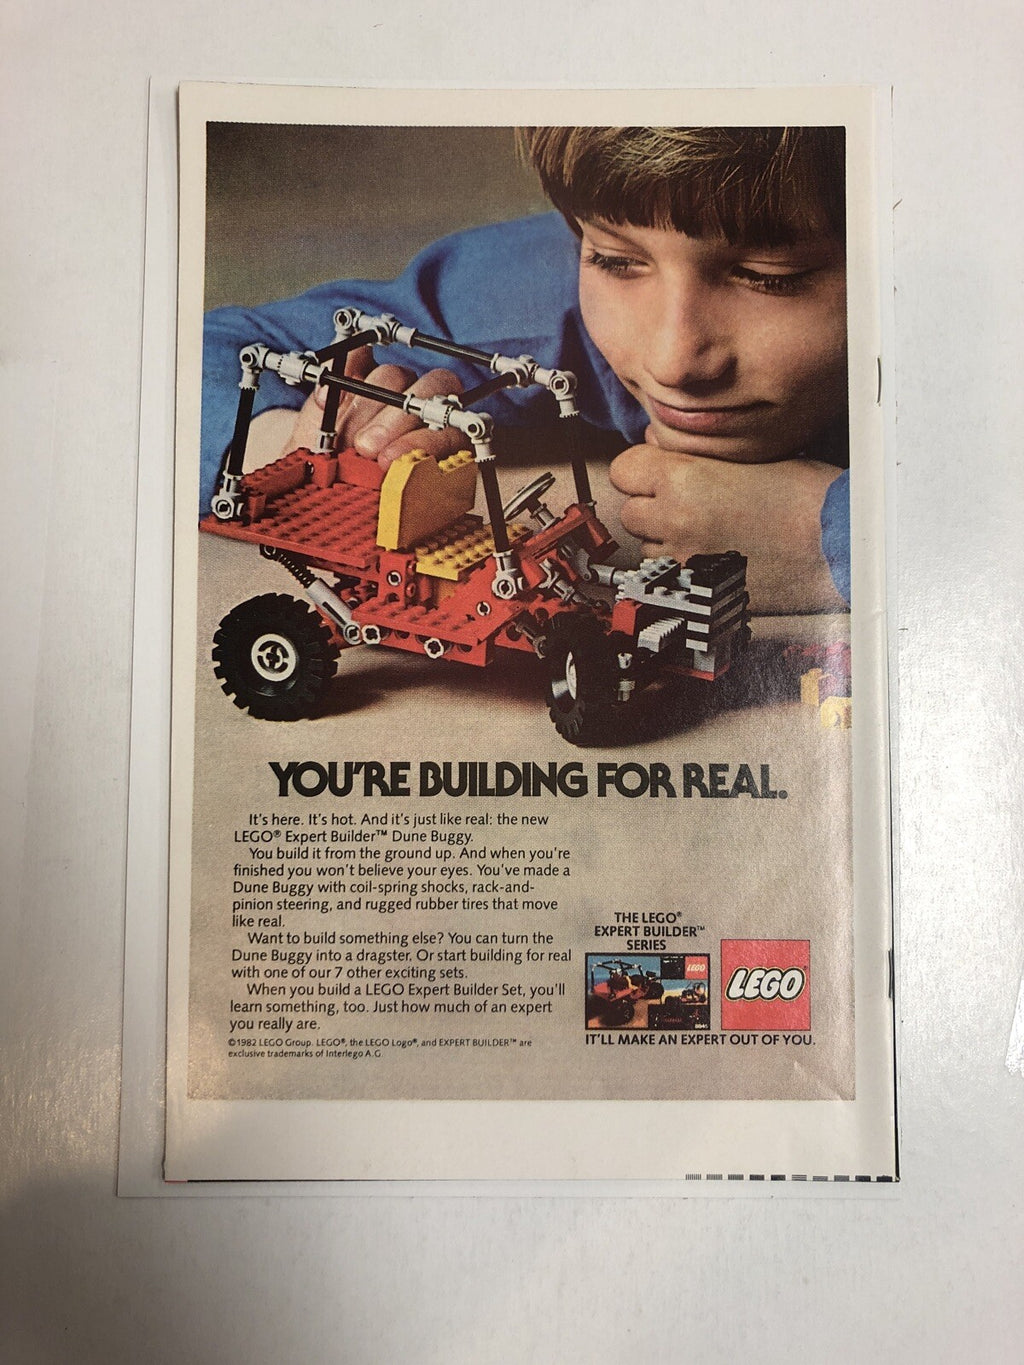 YOU'RE BUILDING FOR REAL.
It's here. It's hot. And it's just like real: the new
LEGO® Expert Builder™ Dune Buggy.
You build it from the ground up. And when you're
finished you won't believe your eyes. You've made a
Dune Buggy with coil-spring shocks, rack-and-
pinion steering, and rugged rubber tires that move
like real.
Want to build something else? You can turn the
Dune Buggy into a dragster. Or start building for real
with one of our 7 other exciting sets.
When you build a LEGO Expert Builder Set, you'll
learn something, too. Just how much of an expert
you really are.
©1982 LEGO Group. LEGO®, the LEGO Logo®, and EXPERT BUILDER™ are
exclusive trademarks of Interlego A.G.
THE LEGO®
EXPERT BUILDER™
SERIES
LEGO
LEGO
IT'LL MAKE AN EXPERT OUT OF YOU.